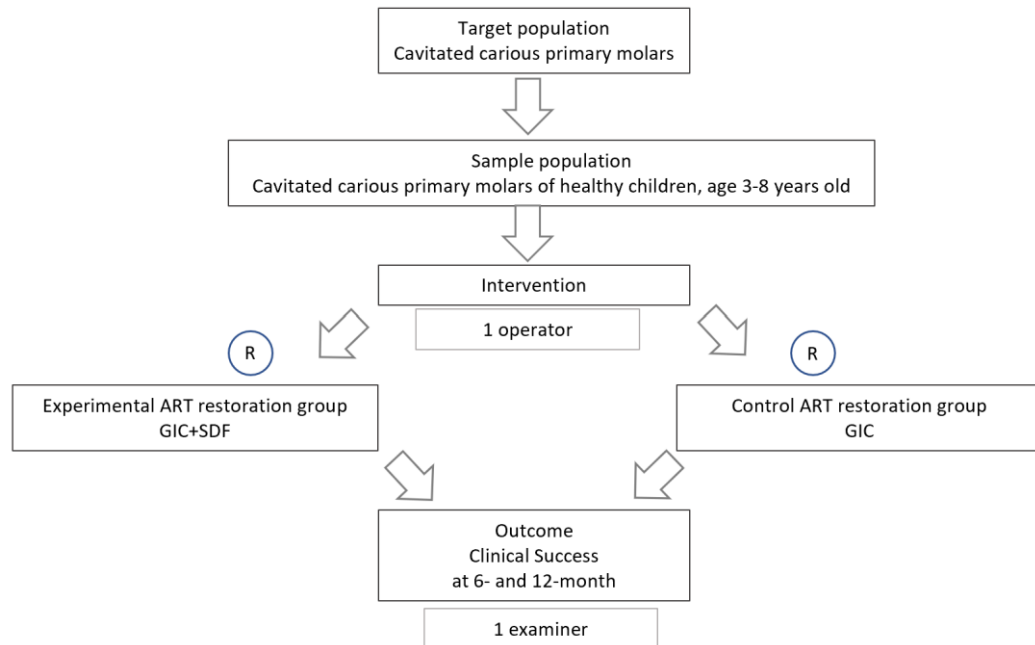 Target population
Cavitated carious primary molars
Sample population
Cavitated carious primary molars of healthy children, age 3-8 years old
Intervention
1 operator
R
R
Experimental ART restoration group
GIC+SDF
Control ART restoration group
GIC
Outcome
Clinical Success
at 6- and 12-month
1 examiner